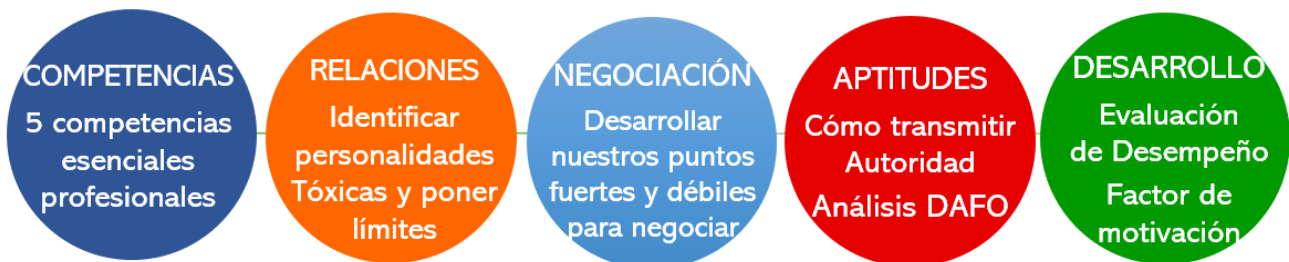 COMPETENCIAS
5 competencias
esenciales
profesionales
RELACIONES
Identificar
personalidades
Tóxicas y poner
límites
NEGOCIACIÓN
Desarrollar
nuestros puntos
fuertes y débiles
para negociar
APTITUDES
Cómo transmitir
Autoridad
Análisis DAFO
DESARROLLO
Evaluación
de Desempeño
Factor de
motivación